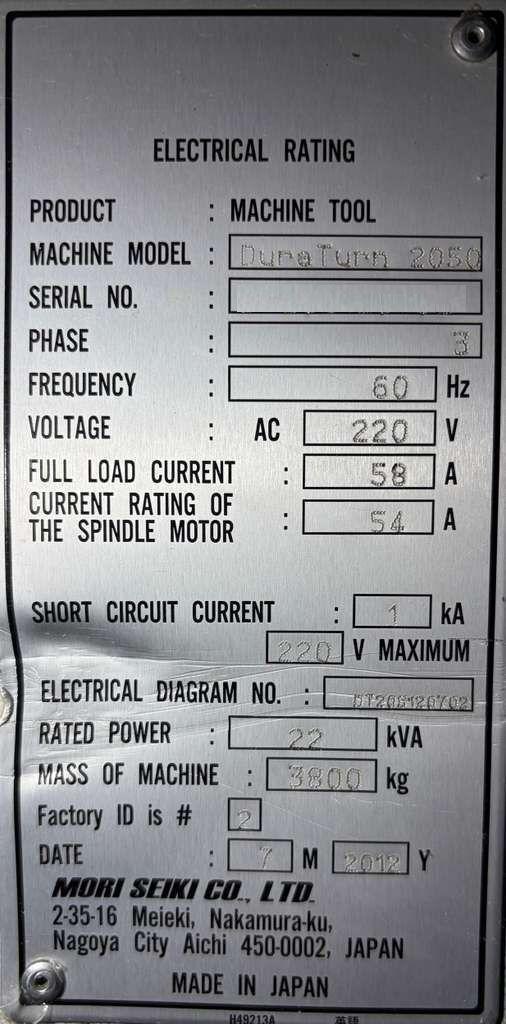 ELECTRICAL RATING
PRODUCT : MACHINE TOOL
MACHINE MODEL : DuraTurn 2050
SERIAL NO. :
PHASE : 3
FREQUENCY : 60 Hz
VOLTAGE : AC 220 V
FULL LOAD CURRENT : 58 A
CURRENT RATING OF
THE SPINDLE MOTOR : 54 A
SHORT CIRCUIT CURRENT : 1 kA
220 V MAXIMUM
ELECTRICAL DIAGRAM NO. :
RATED POWER : 22 kVA
MASS OF MACHINE : 3800 kg
Factory ID is # 2
DATE : 7 M 2012 Y
MORI SEIKI CO., LTD.
2-35-16 Meieki, Nakamura-ku,
Nagoya City Aichi 450-0002, JAPAN
MADE IN JAPAN
H49213A 英語